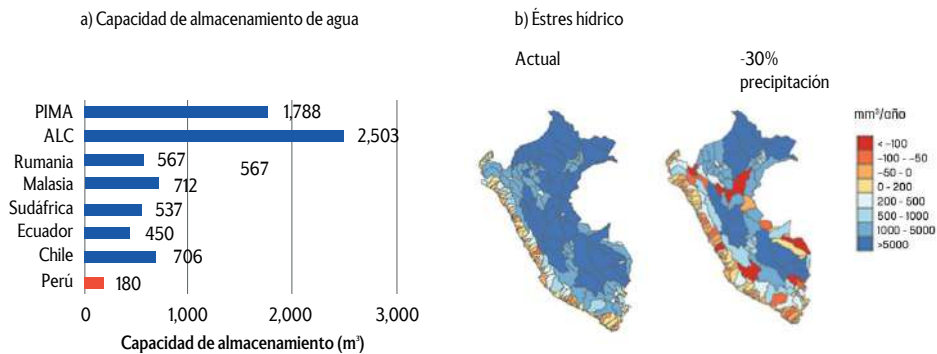 a) Capacidad de almacenamiento de agua
PIMA 1,788
ALC 2,503
Rumania 567
567
Malasia 712
Sudáfrica 537
Ecuador 450
Chile 706
Perú 180
0 1,000 2,000 3,000
Capacidad de almacenamiento (m³)
b) Éstres hídrico
Actual
-30%
precipitación
mm³/año
< -100
-100 - -50
-50 - 0
0 - 200
200 - 500
500 - 1000
1000 - 5000
>5000